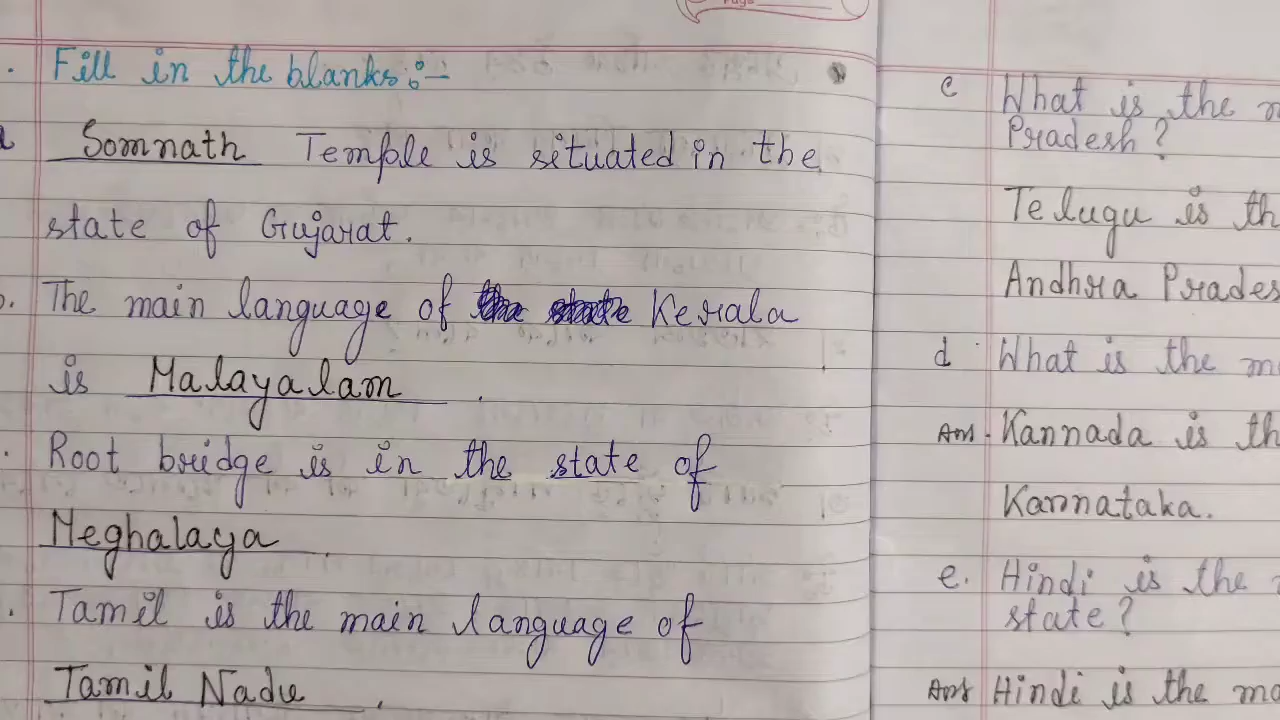 Page
Fill in the blanks :-
Somnath Temple is situated in the
state of Gujarat.
The main language of the state Kerala
is Malayalam.
Root bridge is in the state of
Meghalaya.
Tamil is the main language of
Tamil Nadu.
c What is the
Pradesh?
Telugu is
Andhra
d What is the
Ans. Kannada is
Karnataka.
e. Hindi is the
state?
Ans Hindi is the